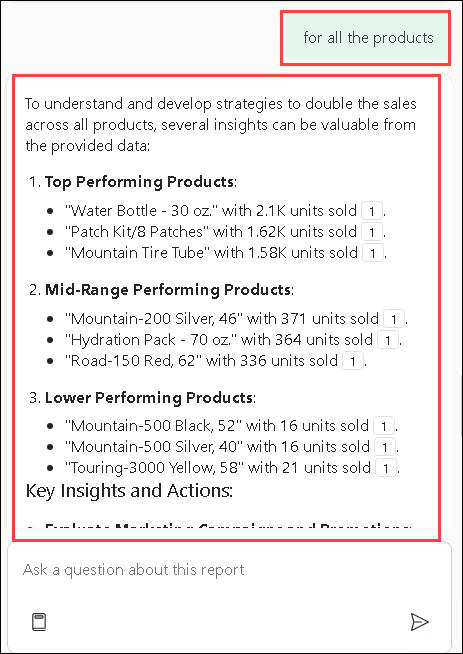 for all the products
To understand and develop strategies to double the sales
across all products, several insights can be valuable from
the provided data:
1. Top Performing Products:
• "Water Bottle - 30 oz." with 2.1K units sold 1.
• "Patch Kit/8 Patches" with 1.62K units sold 1.
• "Mountain Tire Tube" with 1.58K units sold 1.
2. Mid-Range Performing Products:
• "Mountain-200 Silver, 46" with 371 units sold 1.
• "Hydration Pack - 70 oz." with 364 units sold 1.
• "Road-150 Red, 62" with 336 units sold 1.
3. Lower Performing Products:
• "Mountain-500 Black, 52" with 16 units sold 1.
• "Mountain-500 Silver, 40" with 16 units sold 1.
• "Touring-3000 Yellow, 58" with 21 units sold 1.
Key Insights and Actions:
• Evaluate Marketing Campaigns and Promotions:
Ask a question about this report